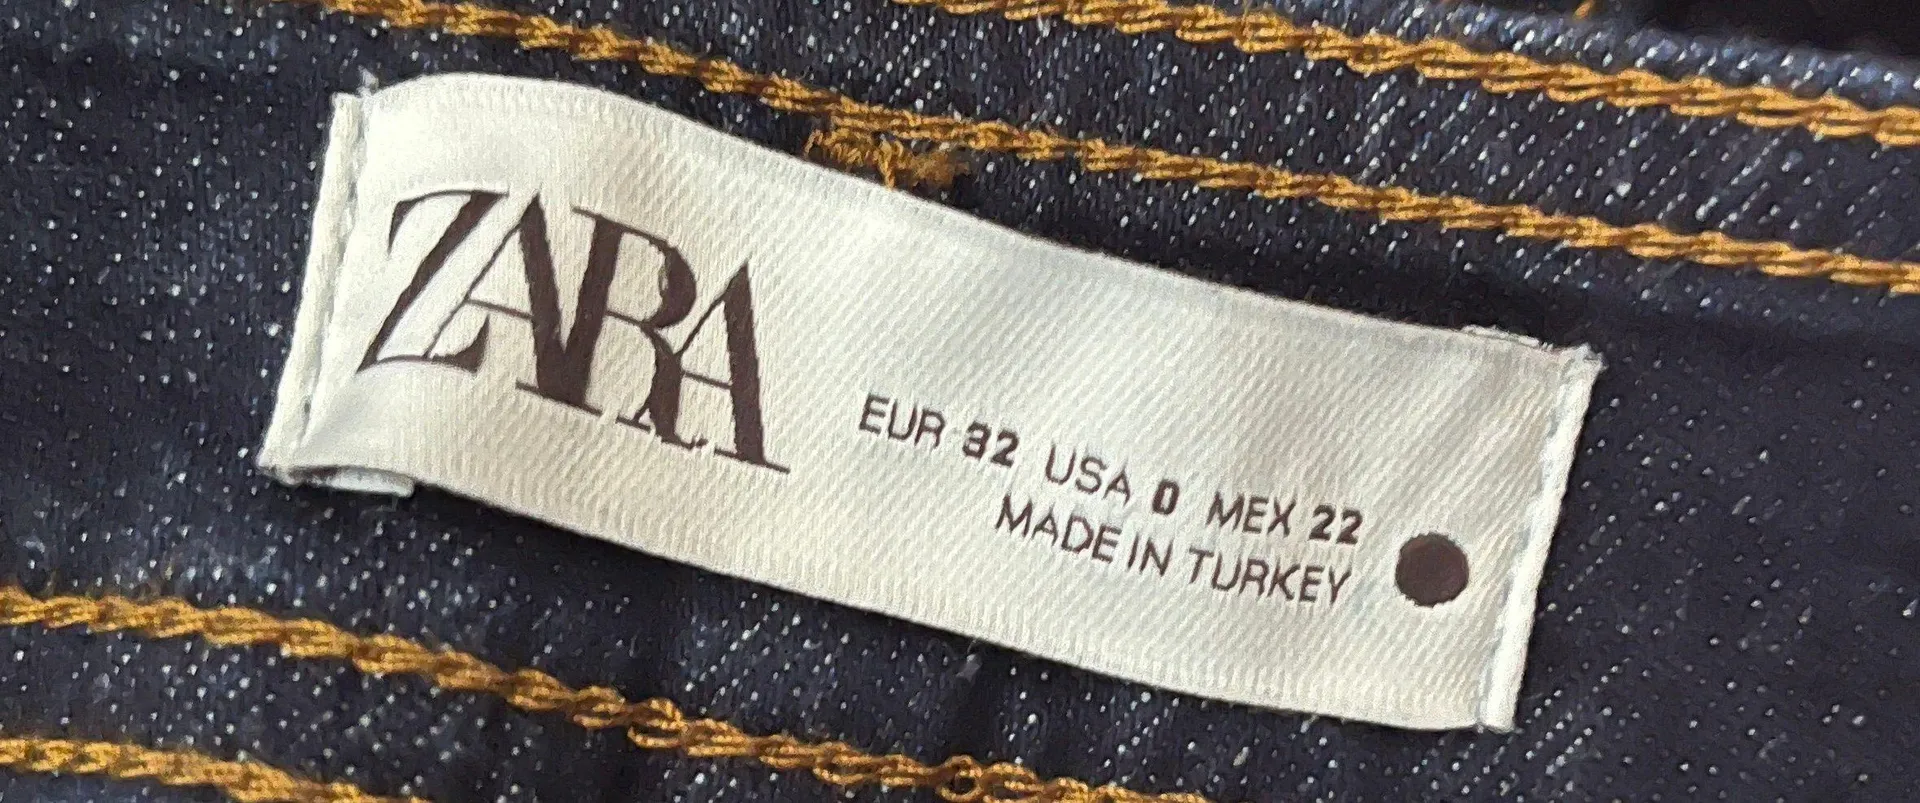 ZARA
EUR 32 USA 0 MEX 22
MADE IN TURKEY